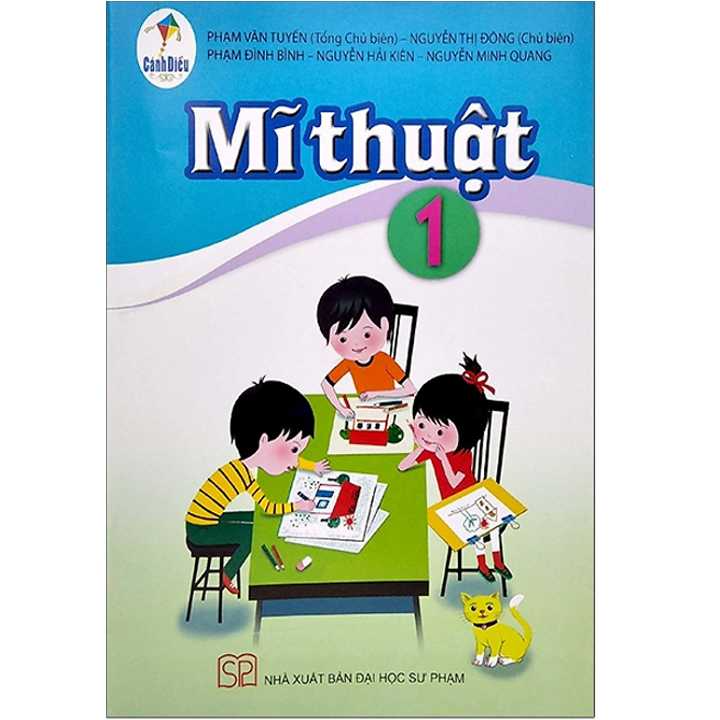 PHẠM VĂN TUYẾN (Tổng Chủ biên) – NGUYỄN THỊ ĐÔNG (Chủ biên)
PHẠM ĐÌNH BÌNH – NGUYỄN HẢI KIÊN – NGUYỄN MINH QUANG
Cánh Diều
Mĩ thuật
1
SP
NHÀ XUẤT BẢN ĐẠI HỌC SƯ PHẠM